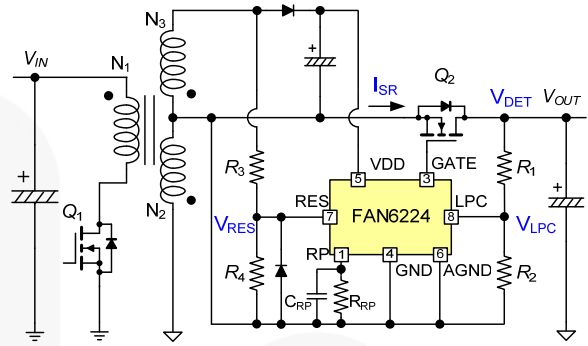 N3
VIN
N1
ISR
Q2
VDET
VOUT
R3
VDD
GATE
R1
5
3
RES
LPC
VRES
7
FAN6224
8
VLPC
Q1
N2
RP
1
4
6
R4
GND
AGND
R2
CRP
RRP